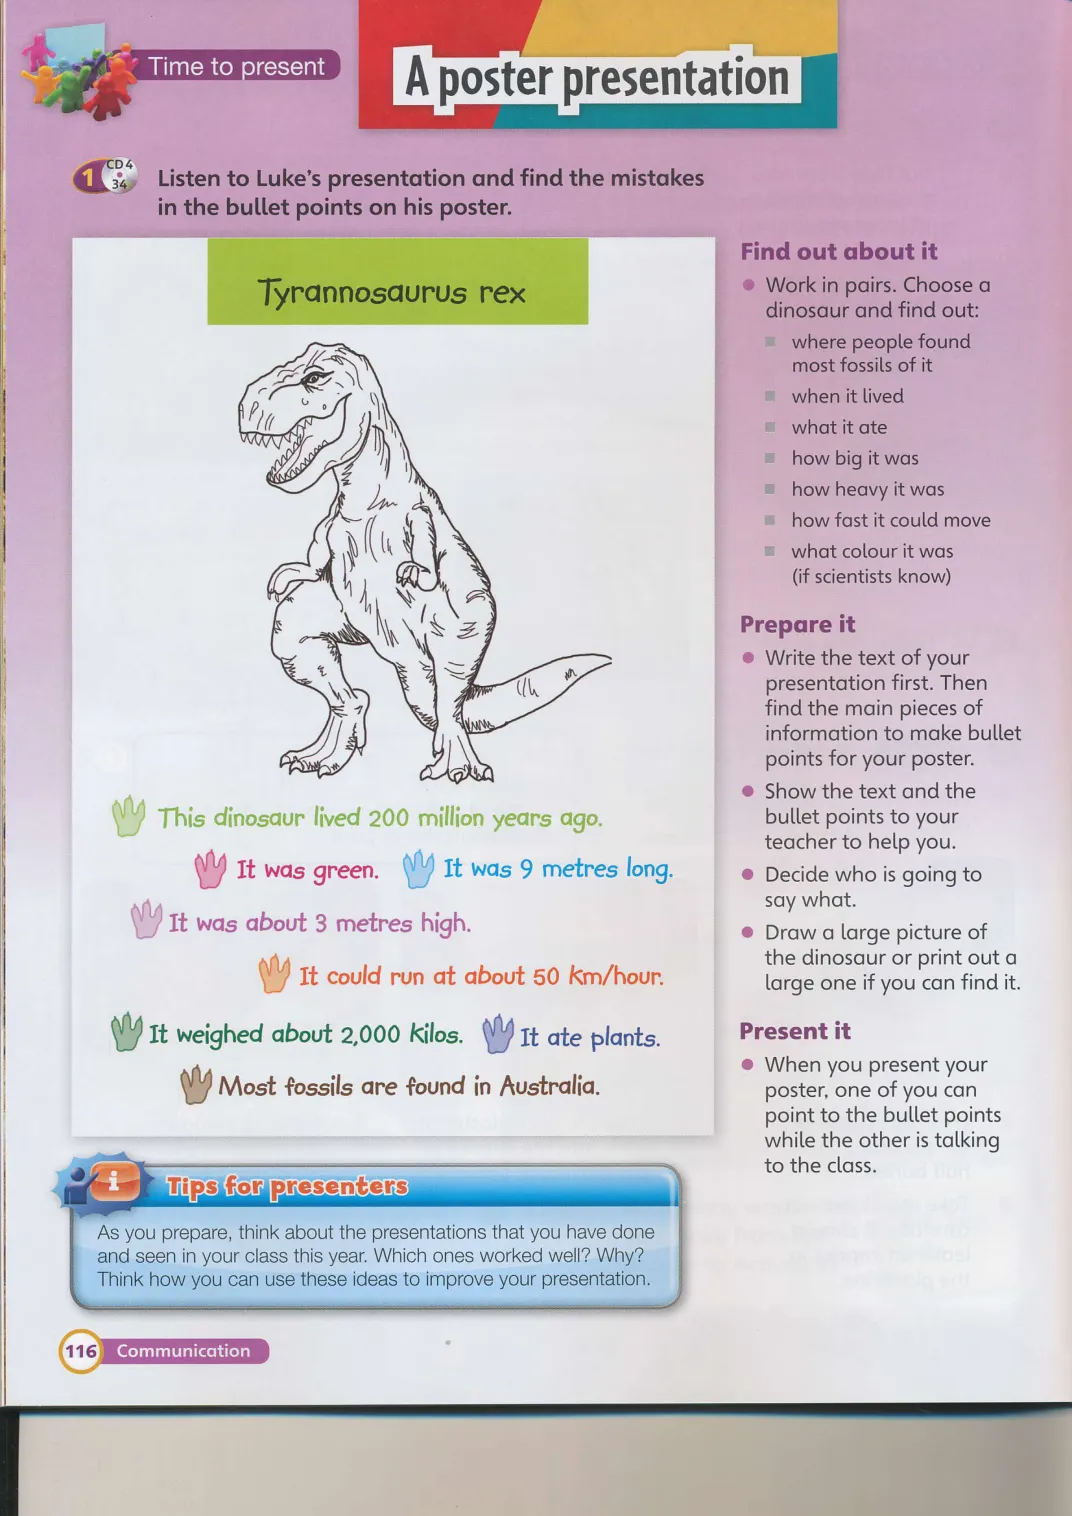 Time to present
A poster presentation
1 CD 4 34
Listen to Luke's presentation and find the mistakes
in the bullet points on his poster.
Tyrannosaurus rex
This dinosaur lived 200 million years ago.
It was green. It was 9 metres long.
It was about 3 metres high.
It could run at about 50 km/hour.
It weighed about 2,000 kilos. It ate plants.
Most fossils are found in Australia.
Find out about it
Work in pairs. Choose a
dinosaur and find out:
where people found
most fossils of it
when it lived
what it ate
how big it was
how heavy it was
how fast it could move
what colour it was
(if scientists know)
Prepare it
Write the text of your
presentation first. Then
find the main pieces of
information to make bullet
points for your poster.
Show the text and the
bullet points to your
teacher to help you.
Decide who is going to
say what.
Draw a large picture of
the dinosaur or print out a
large one if you can find it.
Present it
When you present your
poster, one of you can
point to the bullet points
while the other is talking
to the class.
i Tips for presenters
As you prepare, think about the presentations that you have done
and seen in your class this year. Which ones worked well? Why?
Think how you can use these ideas to improve your presentation.
116 Communication